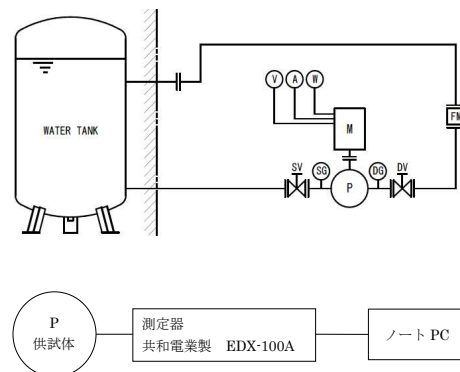 V A W
WATER TANK
M
FM
SV SG P DG DV
P
供試体
測定器
共和電業製 EDX-100A
ノート PC